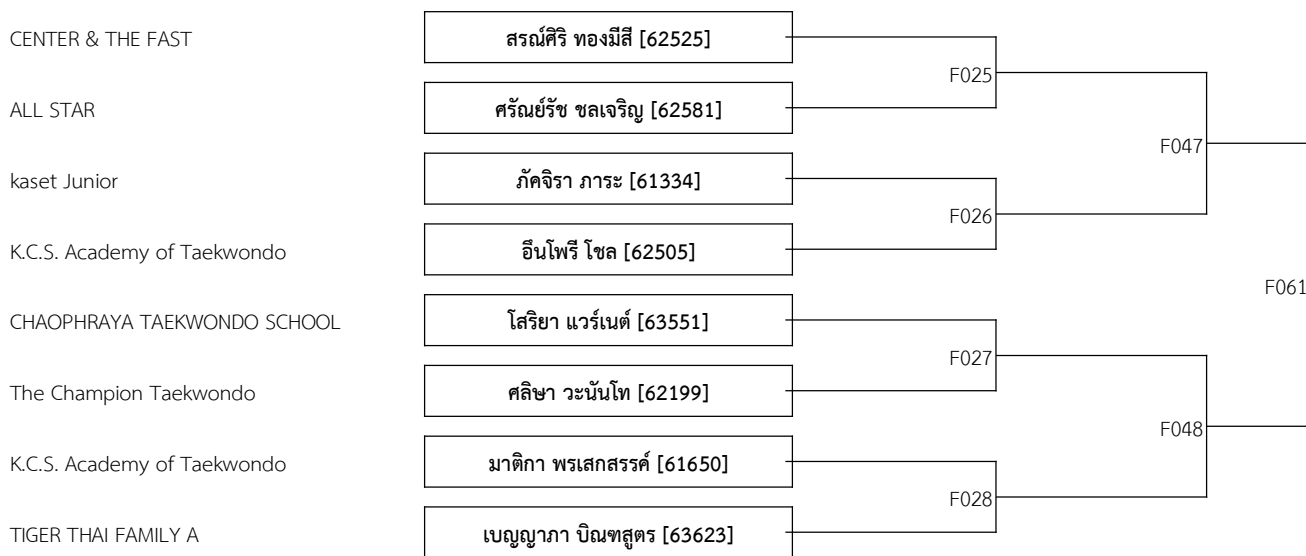 CENTER & THE FAST
สรณ์ศิริ ทองมีสี [62525]
F025
ALL STAR
ศรัณย์รัช ชลเจริญ [62581]
F047
kaset Junior
ภัคจิรา ภาระ [61334]
F026
K.C.S. Academy of Taekwondo
อึนโพรี โชล [62505]
F061
CHAOPHRAYA TAEKWONDO SCHOOL
โสริยา แวร์เนต์ [63551]
F027
The Champion Taekwondo
ศลิษา วะนันโท [62199]
F048
K.C.S. Academy of Taekwondo
มาติกา พรเสกสรรค์ [61650]
F028
TIGER THAI FAMILY A
เบญญาภา บิณฑสูตร [63623]